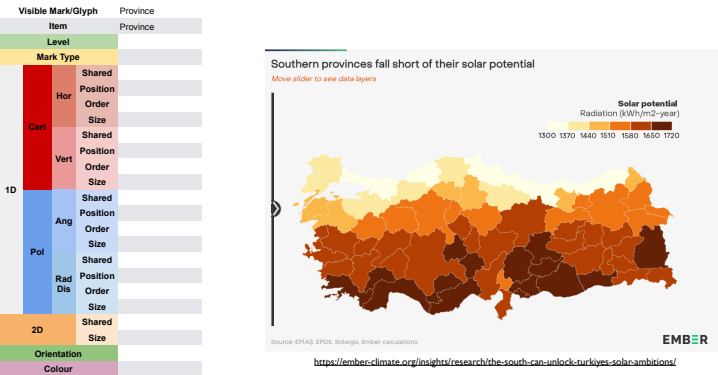 Visible Mark/Glyph Province
Item Province
Level
Mark Type
1D
Cart
Hor
Shared
Position
Order
Size
Vert
Shared
Position
Order
Size
Pol
Ang
Shared
Position
Order
Size
Rad
Dis
Shared
Position
Order
Size
2D
Shared
Size
Orientation
Colour
Southern provinces fall short of their solar potential
Move slider to see data layers
Solar potential
Radiation (kWh/m2-year)
1300 1370 1440 1510 1580 1650 1720
Source: EPIAŞ, EPDK, Solargis, Ember calculations
EMBER
https://ember-climate.org/insights/research/the-south-can-unlock-turkiyes-solar-ambitions/